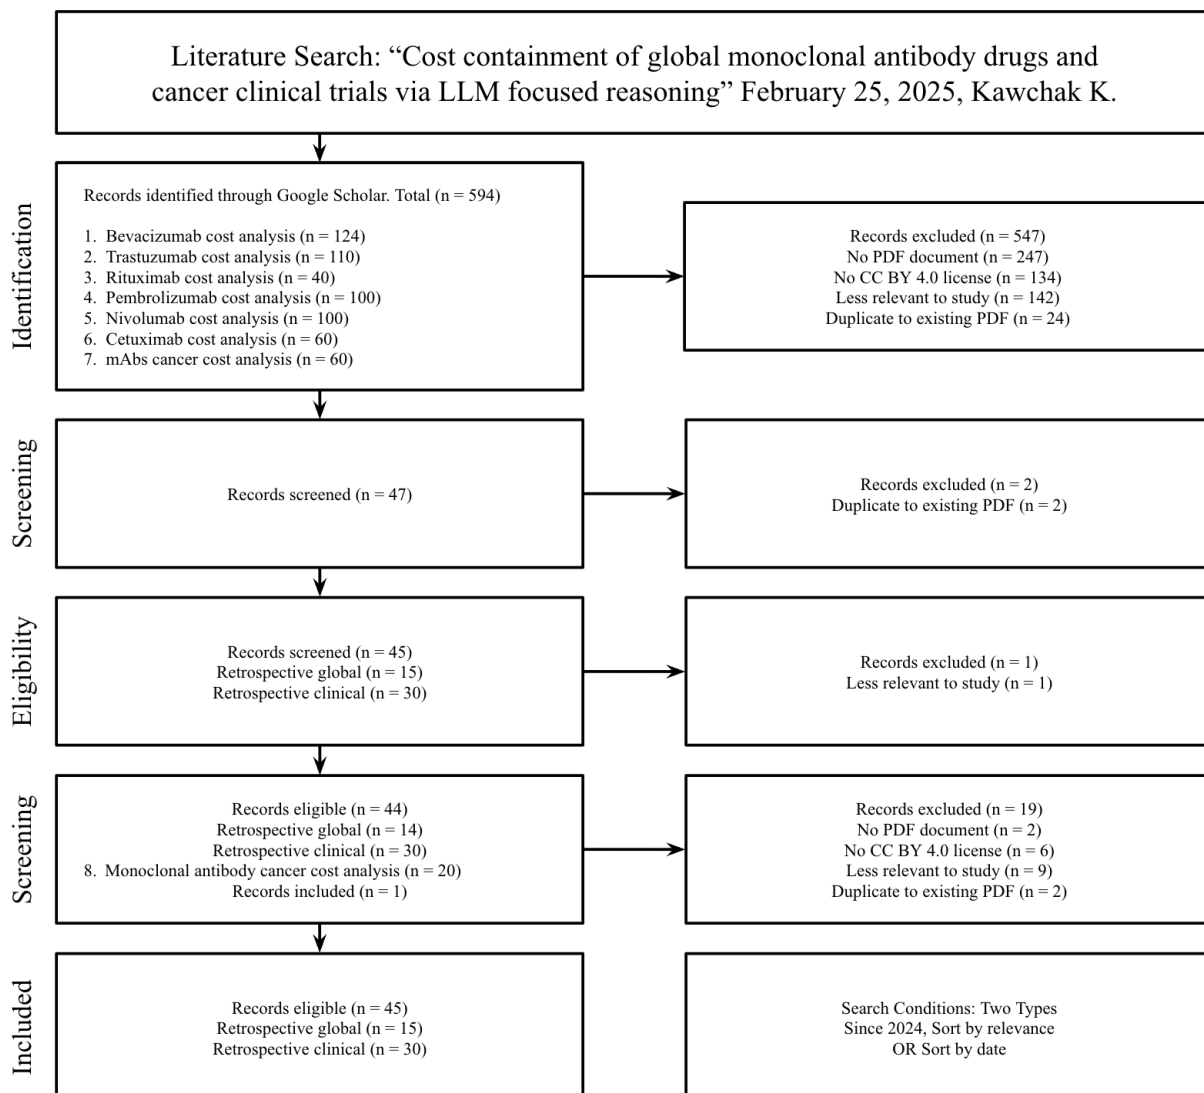 Literature Search: “Cost containment of global monoclonal antibody drugs and
cancer clinical trials via LLM focused reasoning” February 25, 2025, Kawchak K.
Identification
Records identified through Google Scholar. Total (n = 594)
1. Bevacizumab cost analysis (n = 124)
2. Trastuzumab cost analysis (n = 110)
3. Rituximab cost analysis (n = 40)
4. Pembrolizumab cost analysis (n = 100)
5. Nivolumab cost analysis (n = 100)
6. Cetuximab cost analysis (n = 60)
7. mAbs cancer cost analysis (n = 60)
Records excluded (n = 547)
No PDF document (n = 247)
No CC BY 4.0 license (n = 134)
Less relevant to study (n = 142)
Duplicate to existing PDF (n = 24)
Screening
Records screened (n = 47)
Records excluded (n = 2)
Duplicate to existing PDF (n = 2)
Eligibility
Records screened (n = 45)
Retrospective global (n = 15)
Retrospective clinical (n = 30)
Records excluded (n = 1)
Less relevant to study (n = 1)
Screening
Records eligible (n = 44)
Retrospective global (n = 14)
Retrospective clinical (n = 30)
8. Monoclonal antibody cancer cost analysis (n = 20)
Records included (n = 1)
Records excluded (n = 19)
No PDF document (n = 2)
No CC BY 4.0 license (n = 6)
Less relevant to study (n = 9)
Duplicate to existing PDF (n = 2)
Included
Records eligible (n = 45)
Retrospective global (n = 15)
Retrospective clinical (n = 30)
Search Conditions: Two Types
Since 2024, Sort by relevance
OR Sort by date